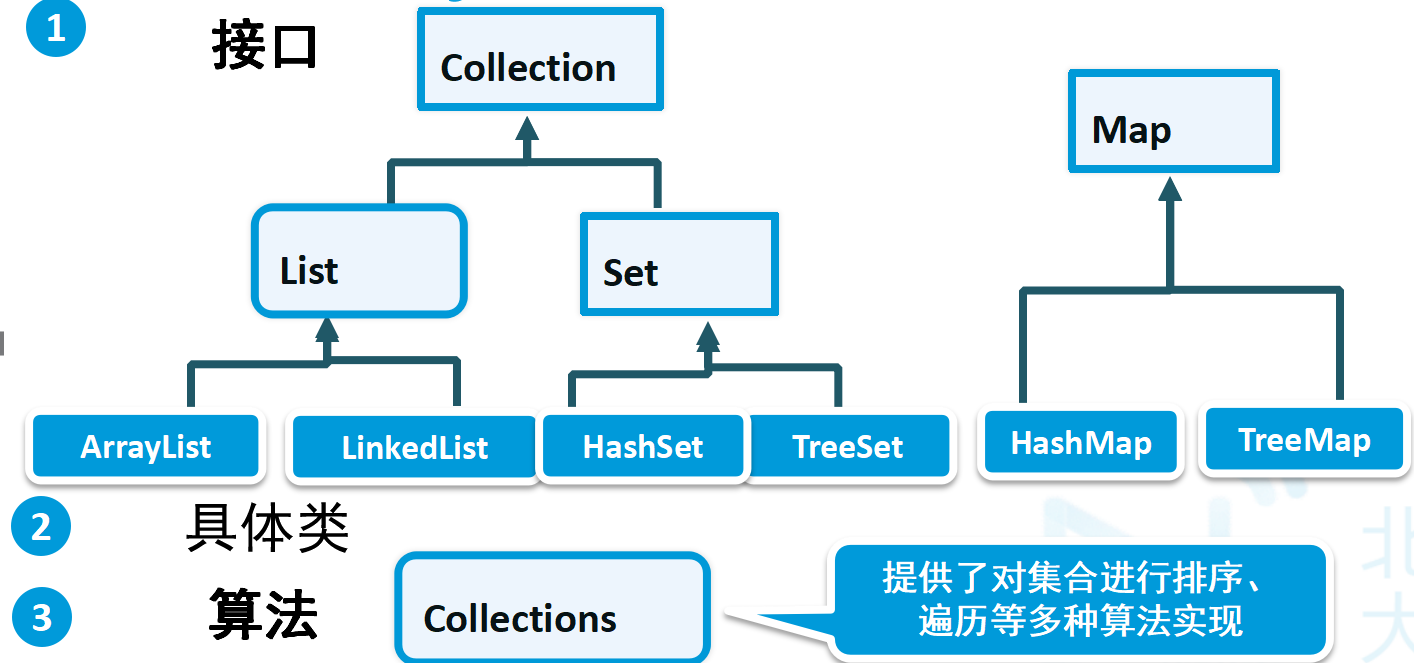 1
接口
Collection
Map
List
Set
ArrayList
LinkedList
HashSet
TreeSet
HashMap
TreeMap
2
具体类
3
算法
Collections
提供了对集合进行排序、
遍历等多种算法实现
北
大